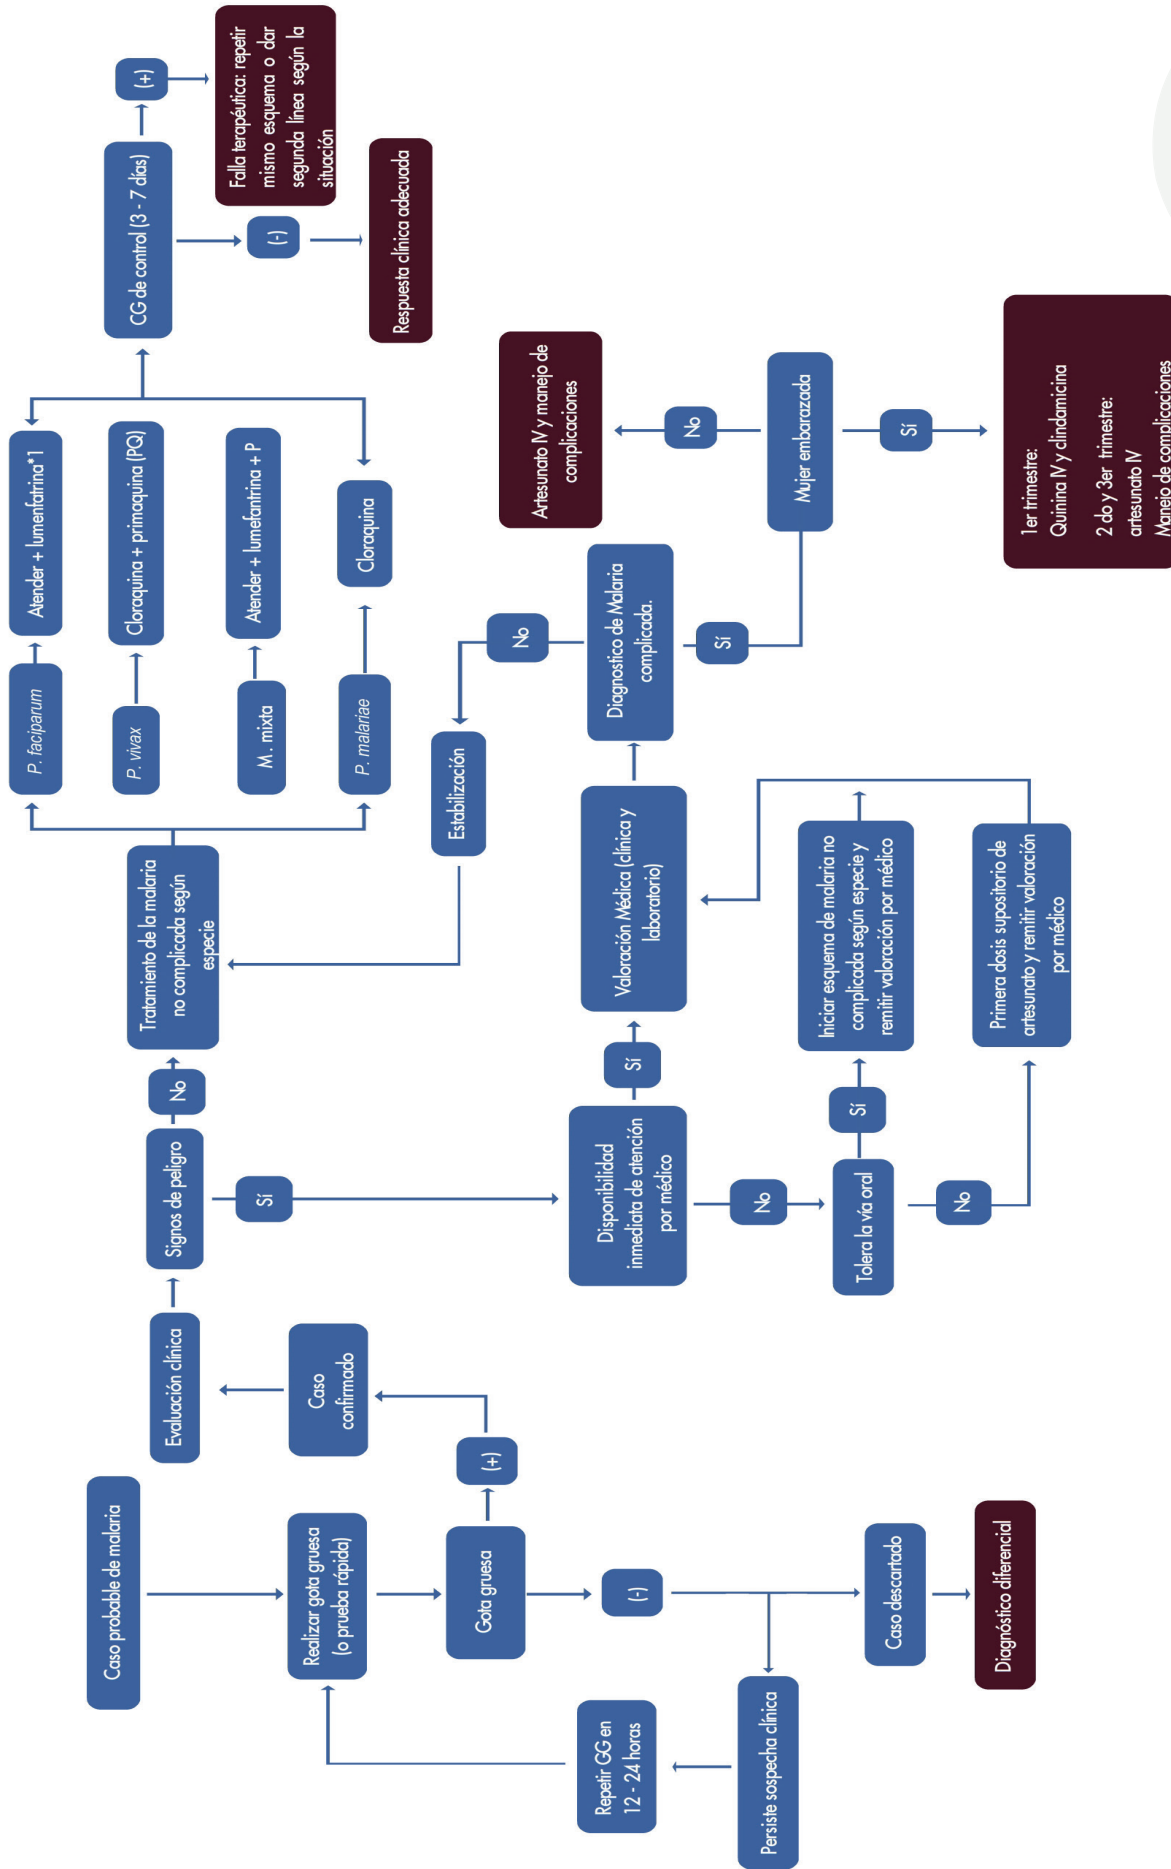 Caso probable de malaria
Realizar gota gruesa
(o prueba rápida)
Gota gruesa
(-)
Persiste sospecha clínica
Repetir GG en
12 - 24 horas
Caso descartado
Diagnóstico diferencial
(+)
Caso
confirmado
Evaluación clínica
Signos de peligro
No
Sí
Tratamiento de la malaria
no complicada según
especie
P. faciparum
Atender + lumenfatrina*1
P. vivax
Cloraquina + primaquina (PQ)
M. mixta
Atender + lumefantrina + P
P. malariae
Cloraquina
CG de control (3 - 7 días)
(+)
Falla terapéutica: repetir
mismo esquema o dar
segunda línea según la
situación
(-)
Respuesta clínica adecuada
Disponibilidad
inmediata de atención
por médico
Sí
No
Tolera la vía oral
Sí
Iniciar esquema de malaria no
complicada según especie y
remitir valoración por médico
No
Primera dosis supositorio de
artesunato y remitir valoración
por médico
Valoración Médica (clínica y
laboratorio)
Diagnostico de Malaria
complicada.
No
Estabilización
Sí
Mujer embarazada
No
Artesunato IV y manejo de
complicaciones
Sí
1er trimestre:
Quinina IV y clindamicina
2 do y 3er trimestre:
artesunato IV
Manejo de complicaciones